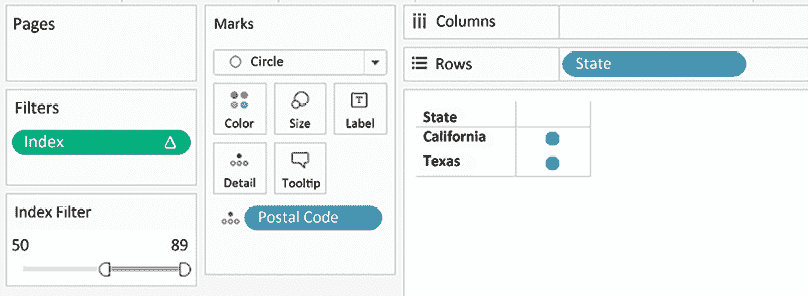 Pages
Filters
Index
Index Filter
50 89
Marks
Circle
Color Size Label
Detail Tooltip
Postal Code
Columns
Rows State
State
California
Texas